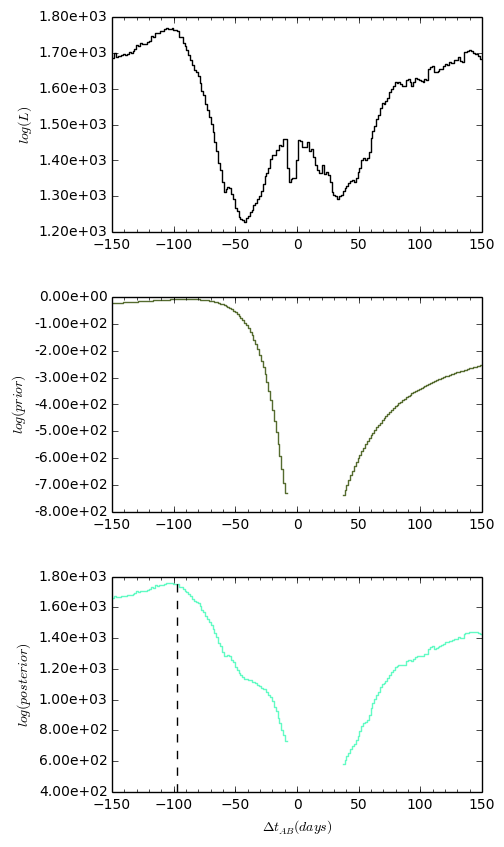 1.80e+03
1.70e+03
1.60e+03
1.50e+03
1.40e+03
1.30e+03
1.20e+03
log(L)
−150 −100 −50 0 50 100 150
0.00e+00
-1.00e+02
-2.00e+02
-3.00e+02
-4.00e+02
-5.00e+02
-6.00e+02
-7.00e+02
-8.00e+02
log(prior)
−150 −100 −50 0 50 100 150
1.80e+03
1.60e+03
1.40e+03
1.20e+03
1.00e+03
8.00e+02
6.00e+02
4.00e+02
log(posterior)
−150 −100 −50 0 50 100 150
Δt_AB(days)